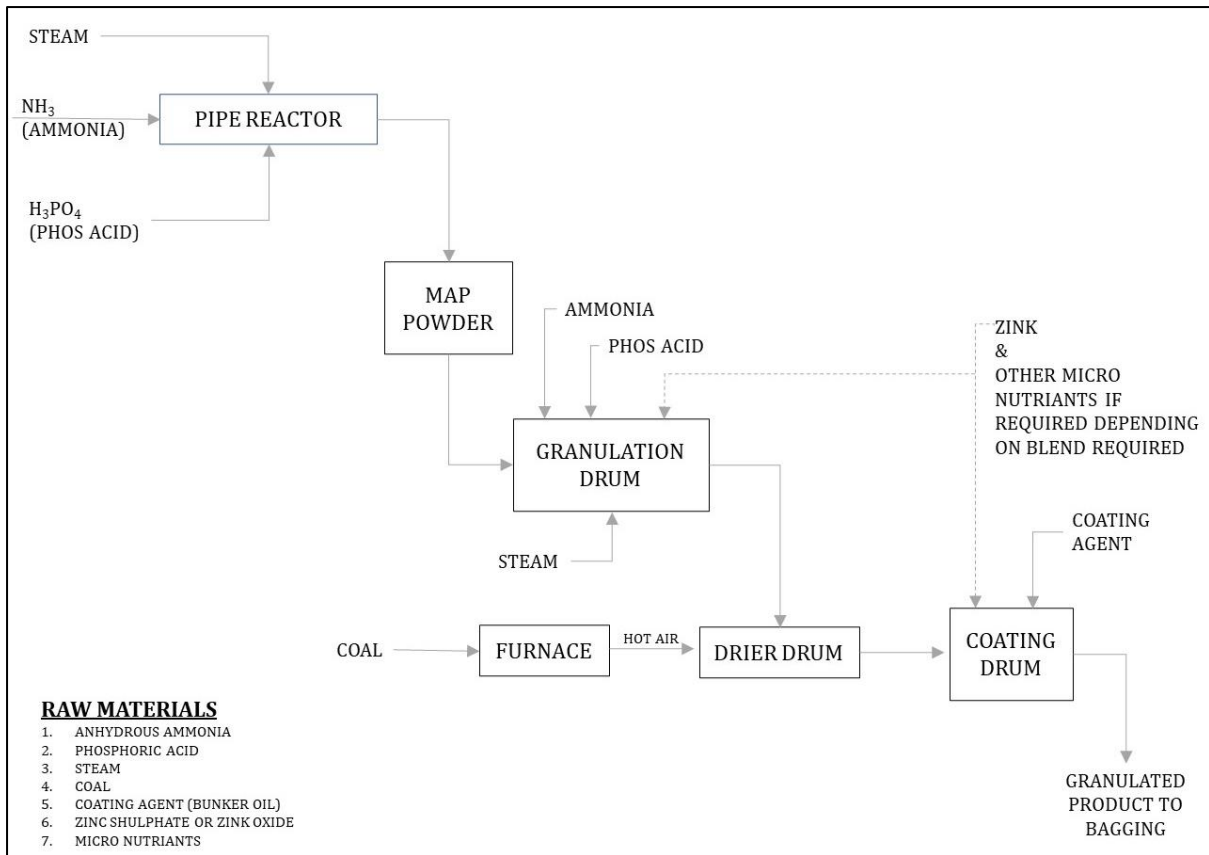 STEAM
NH₃
(AMMONIA)
PIPE REACTOR
H₃PO₄
(PHOS ACID)
MAP
POWDER
AMMONIA
PHOS ACID
ZINK
&
OTHER MICRO
NUTRIANTS IF
REQUIRED DEPENDING
ON BLEND REQUIRED
GRANULATION
DRUM
STEAM
COATING
AGENT
COAL
FURNACE
HOT AIR
DRIER DRUM
COATING
DRUM
RAW MATERIALS
1. ANHYDROUS AMMONIA
2. PHOSPHORIC ACID
3. STEAM
4. COAL
5. COATING AGENT (BUNKER OIL)
6. ZINC SHULPHATE OR ZINK OXIDE
7. MICRO NUTRIANTS
GRANULATED
PRODUCT TO
BAGGING